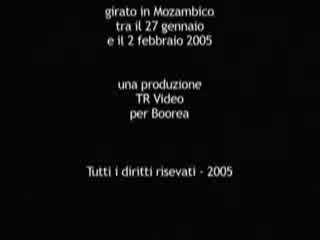 girato in Mozambico
tra il 27 gennaio
e il 2 febbraio 2005
una produzione
TR Video
per Boorea
Tutti i diritti risevati - 2005